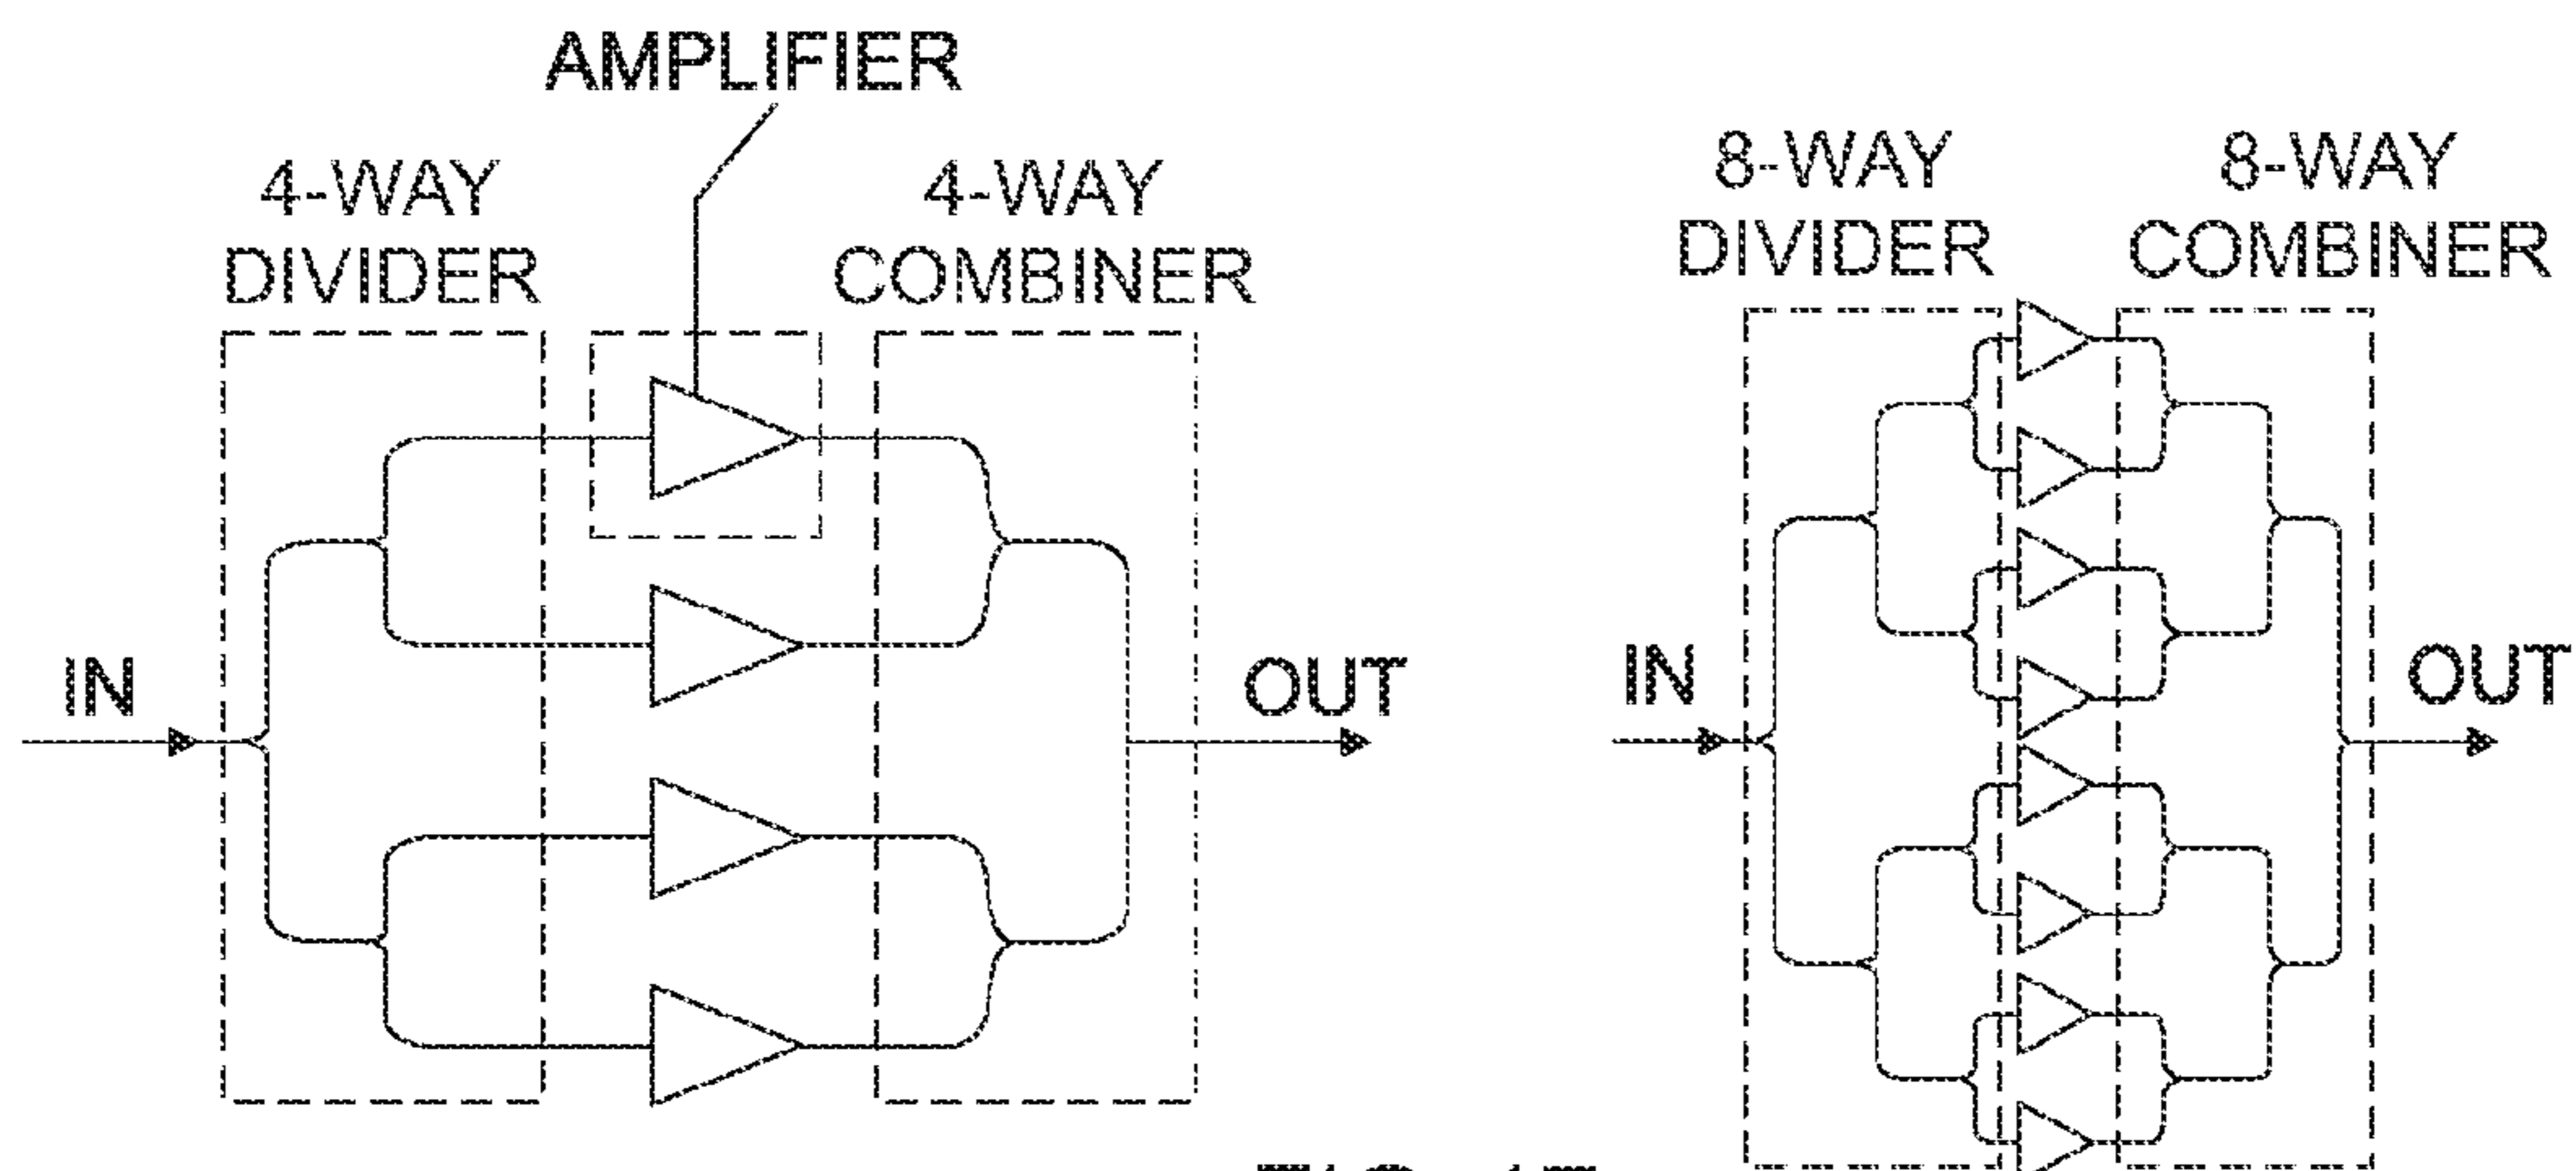 AMPLIFIER
4-WAY
DIVIDER
4-WAY
COMBINER
IN
OUT
8-WAY
DIVIDER
8-WAY
COMBINER
IN
OUT